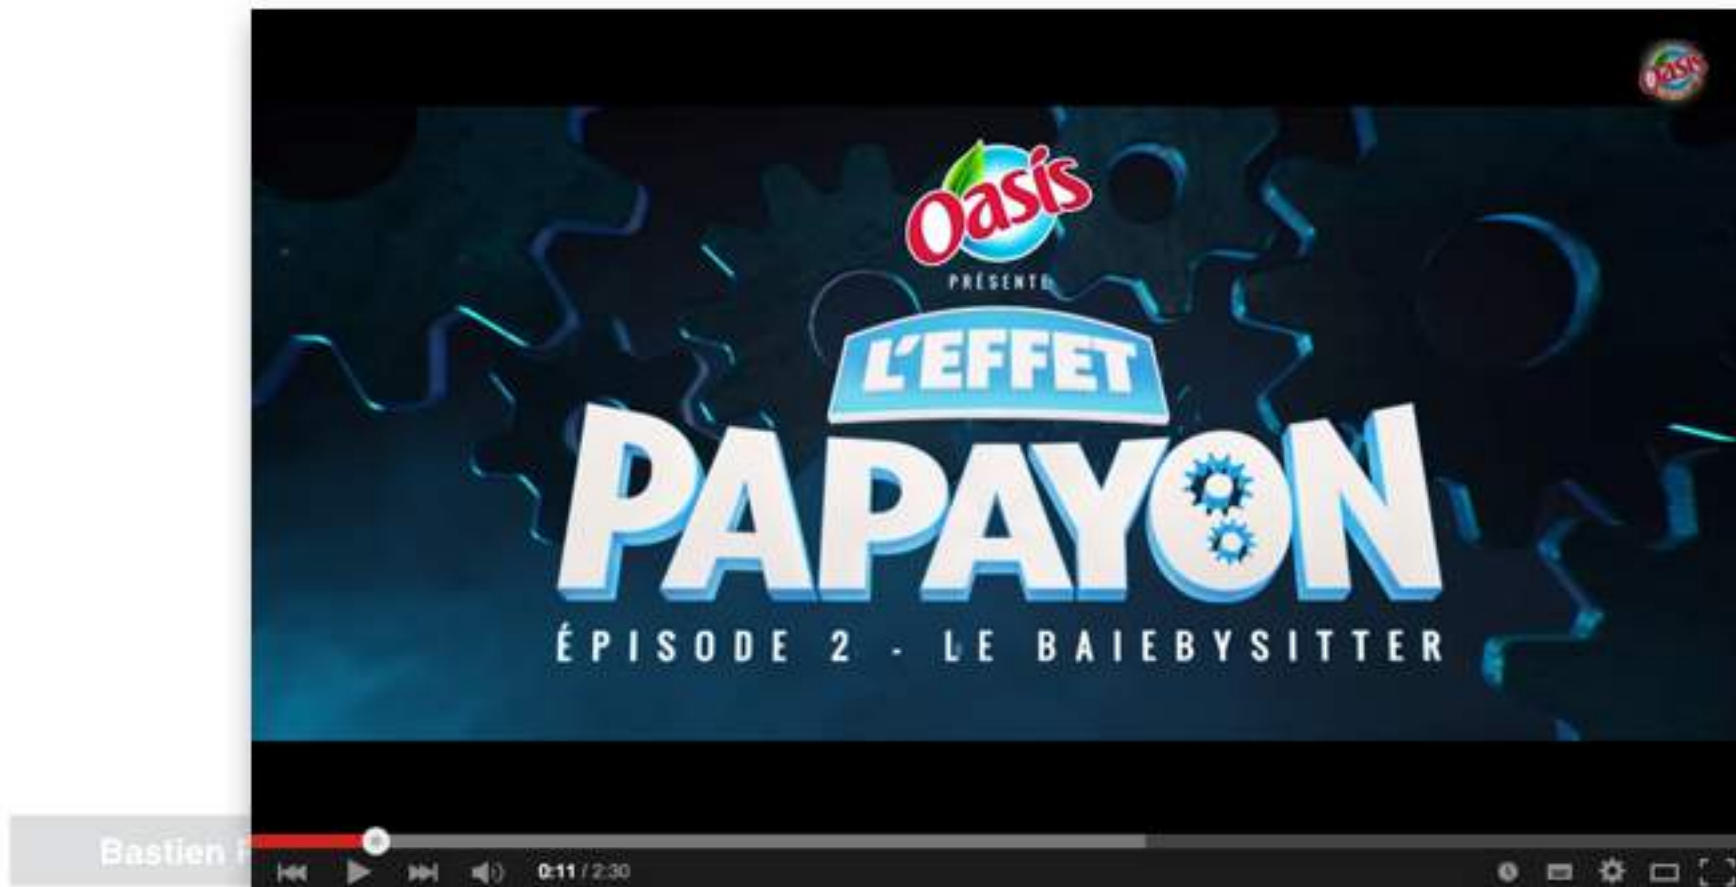 Oasis
Oasis
PRÉSENTE
L'EFFET
PAPAYON
ÉPISODE 2 - LE BAIEBYSITTER
Bastien
0:11 / 2:30